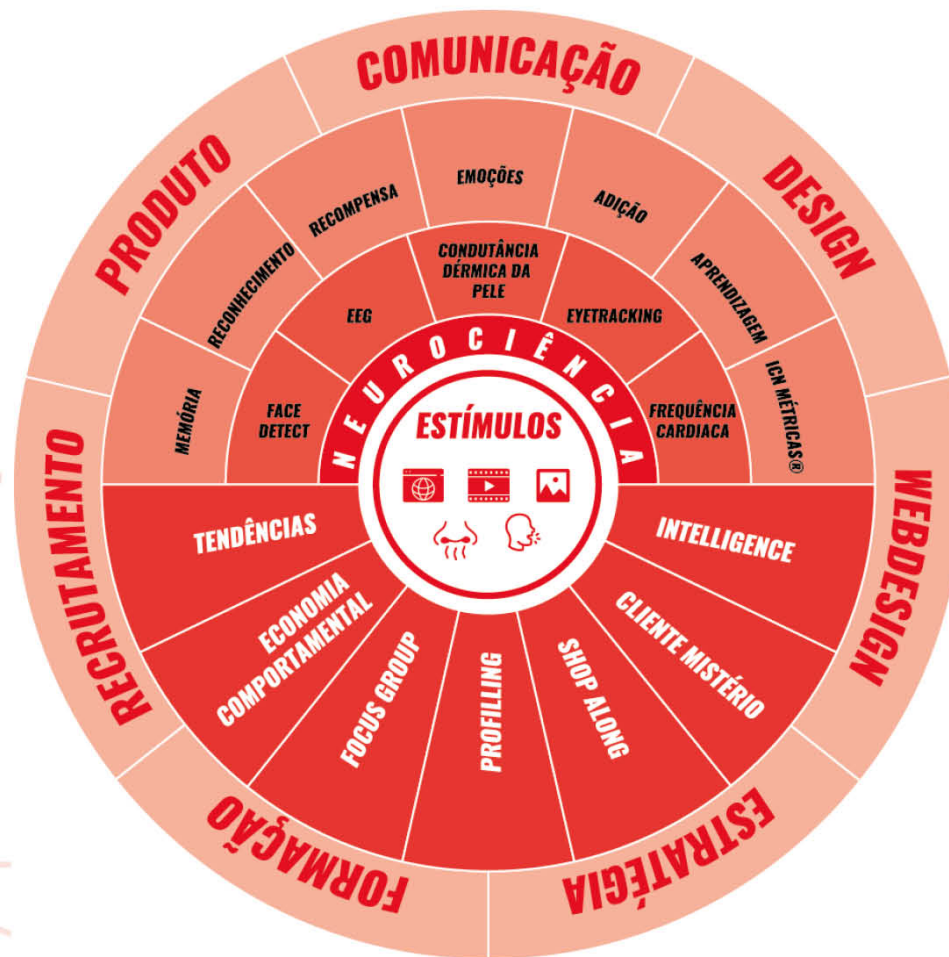 COMUNICAÇÃO
DESIGN
WEBDESIGN
ESTRATÉGIA
FORMAÇÃO
RECRUTAMENTO
PRODUTO
MEMÓRIA
RECONHECIMENTO
RECOMPENSA
EMOÇÕES
ADIÇÃO
APRENDIZAGEM
ICN MÉTRICAS®
FACE
DETECT
EEG
CONDUTÂNCIA
DÉRMICA DA
PELE
EYETRACKING
FREQUÊNCIA
CARDIACA
NEUROCIÊNCIA
ESTÍMULOS
TENDÊNCIAS
ECONOMIA
COMPORTAMENTAL
FOCUS GROUP
PROFILLING
SHOP ALONG
CLIENTE MISTÉRIO
INTELLIGENCE